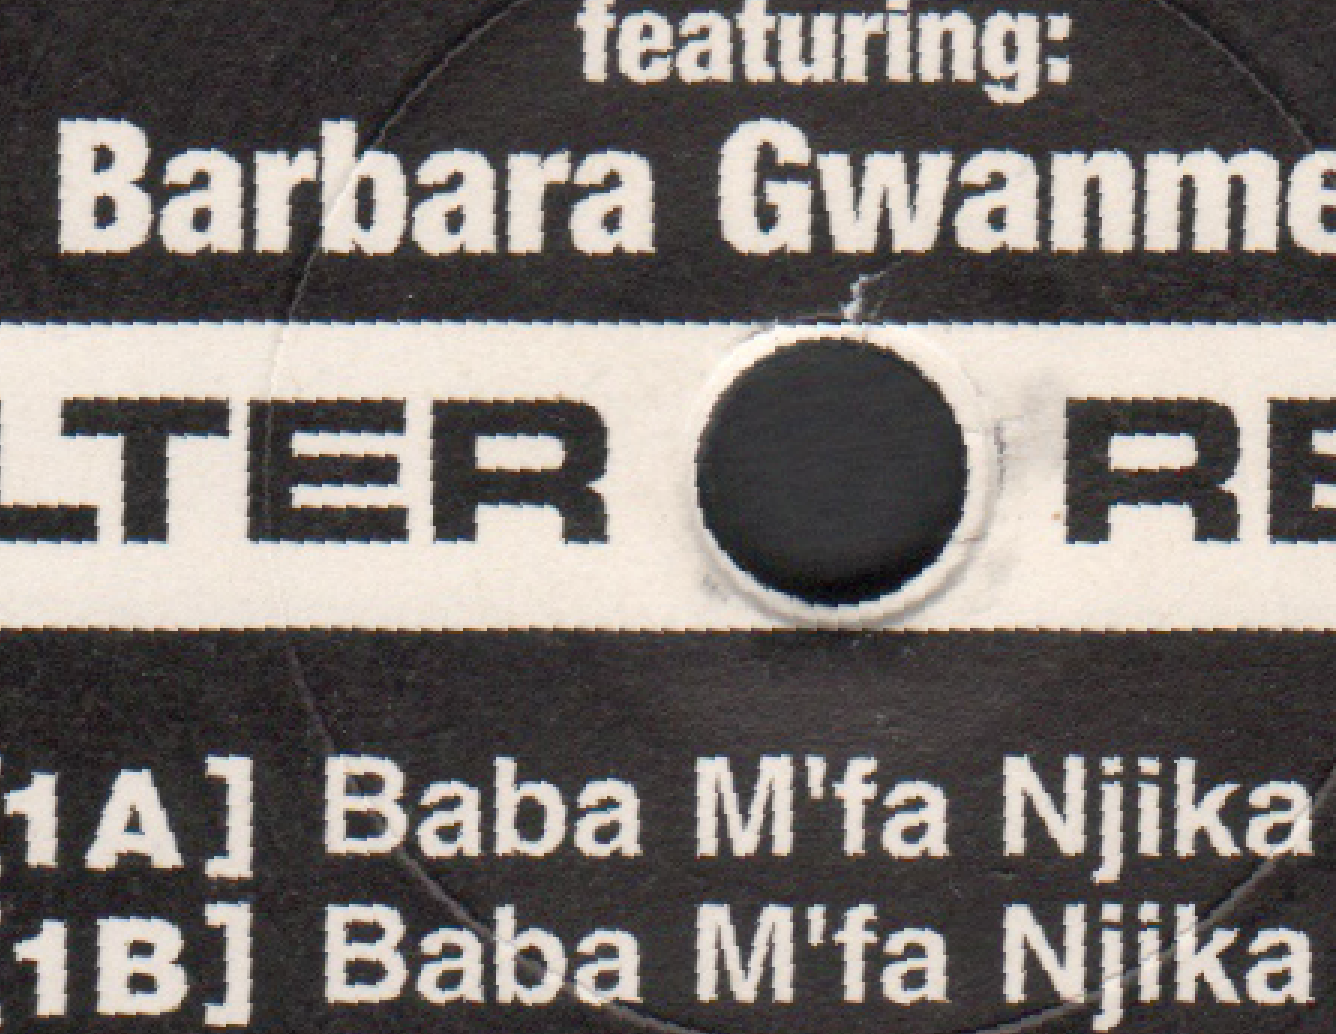 featuring:
Barbara Gwanme
LTER RE
[1A] Baba M'fa Njika
[1B] Baba M'fa Njika